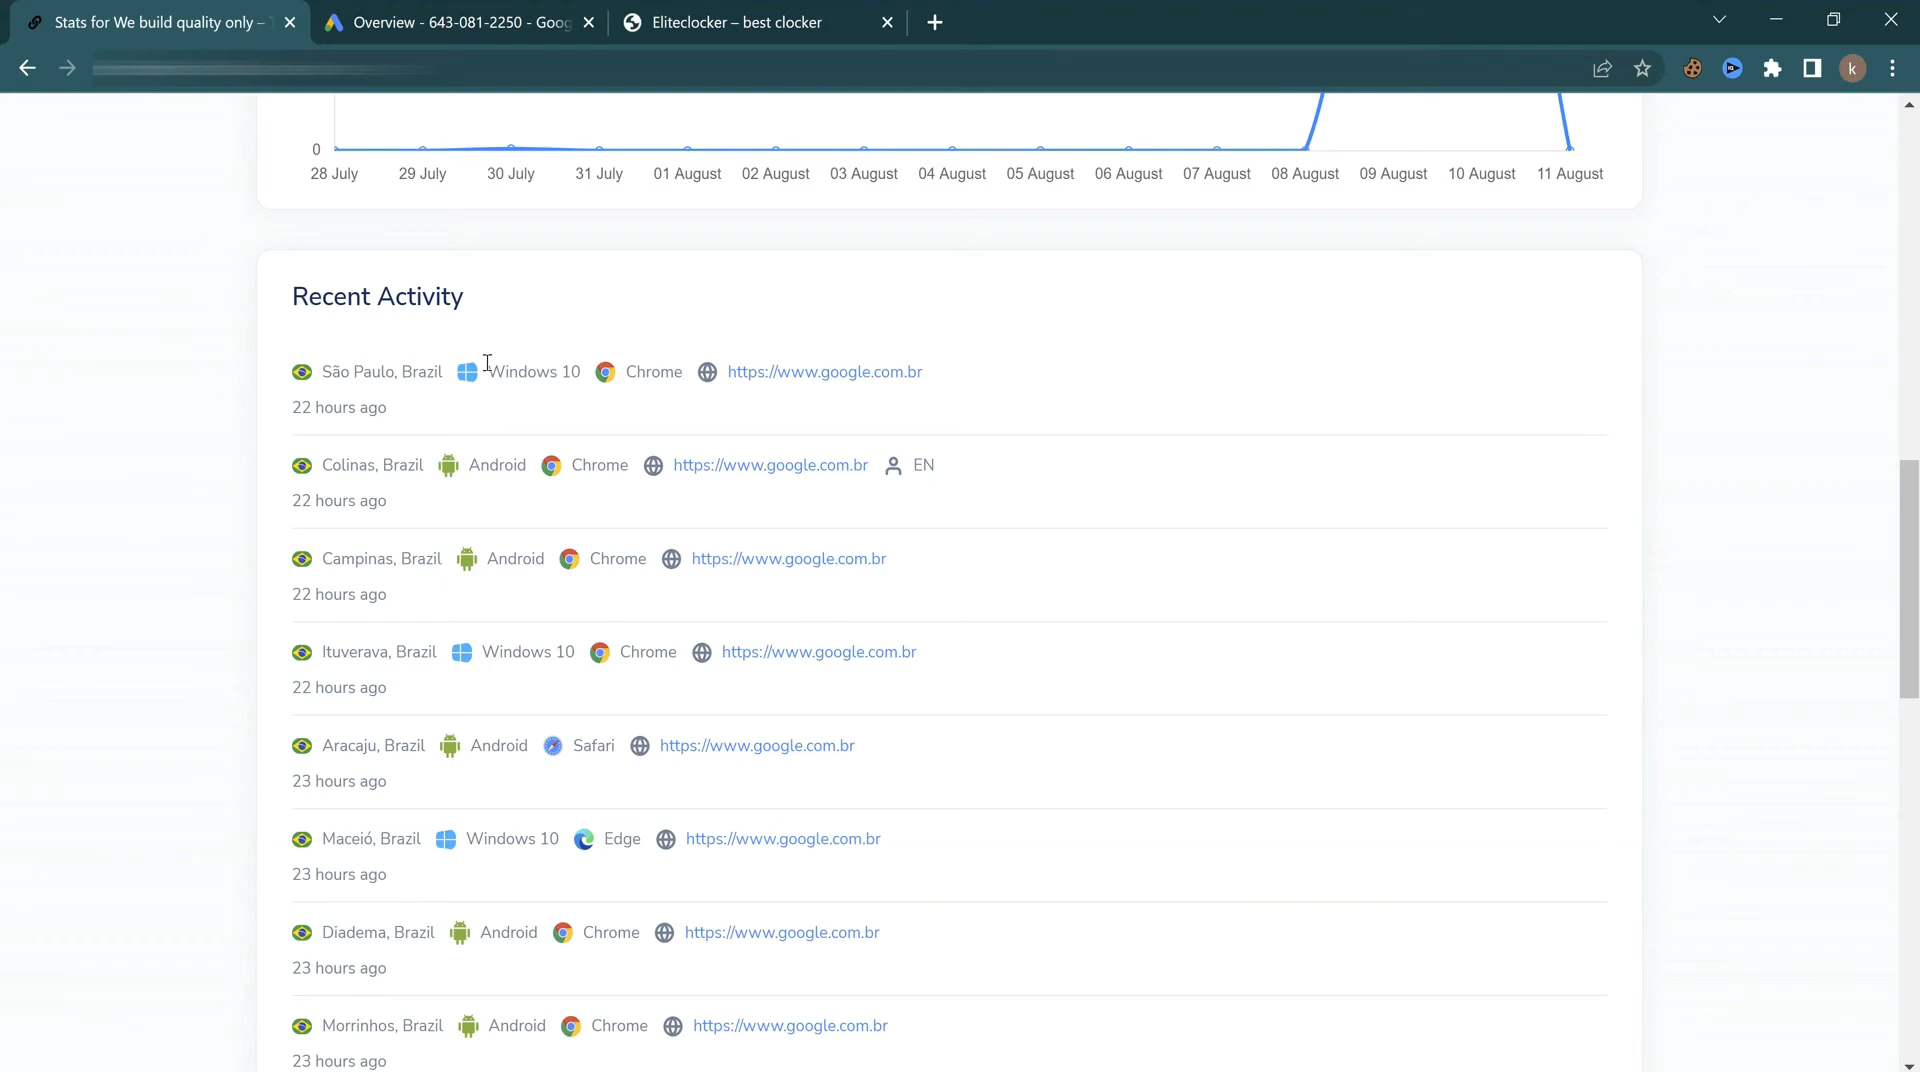 Stats for We build quality only –
Overview - 643-081-2250 - Goog
Eliteclocker – best clocker
k
0
28 July 29 July 30 July 31 July 01 August 02 August 03 August 04 August 05 August 06 August 07 August 08 August 09 August 10 August 11 August
Recent Activity
São Paulo, Brazil Windows 10 Chrome https://www.google.com.br
22 hours ago
Colinas, Brazil Android Chrome https://www.google.com.br EN
22 hours ago
Campinas, Brazil Android Chrome https://www.google.com.br
22 hours ago
Ituverava, Brazil Windows 10 Chrome https://www.google.com.br
22 hours ago
Aracaju, Brazil Android Safari https://www.google.com.br
23 hours ago
Maceió, Brazil Windows 10 Edge https://www.google.com.br
23 hours ago
Diadema, Brazil Android Chrome https://www.google.com.br
23 hours ago
Morrinhos, Brazil Android Chrome https://www.google.com.br
23 hours ago